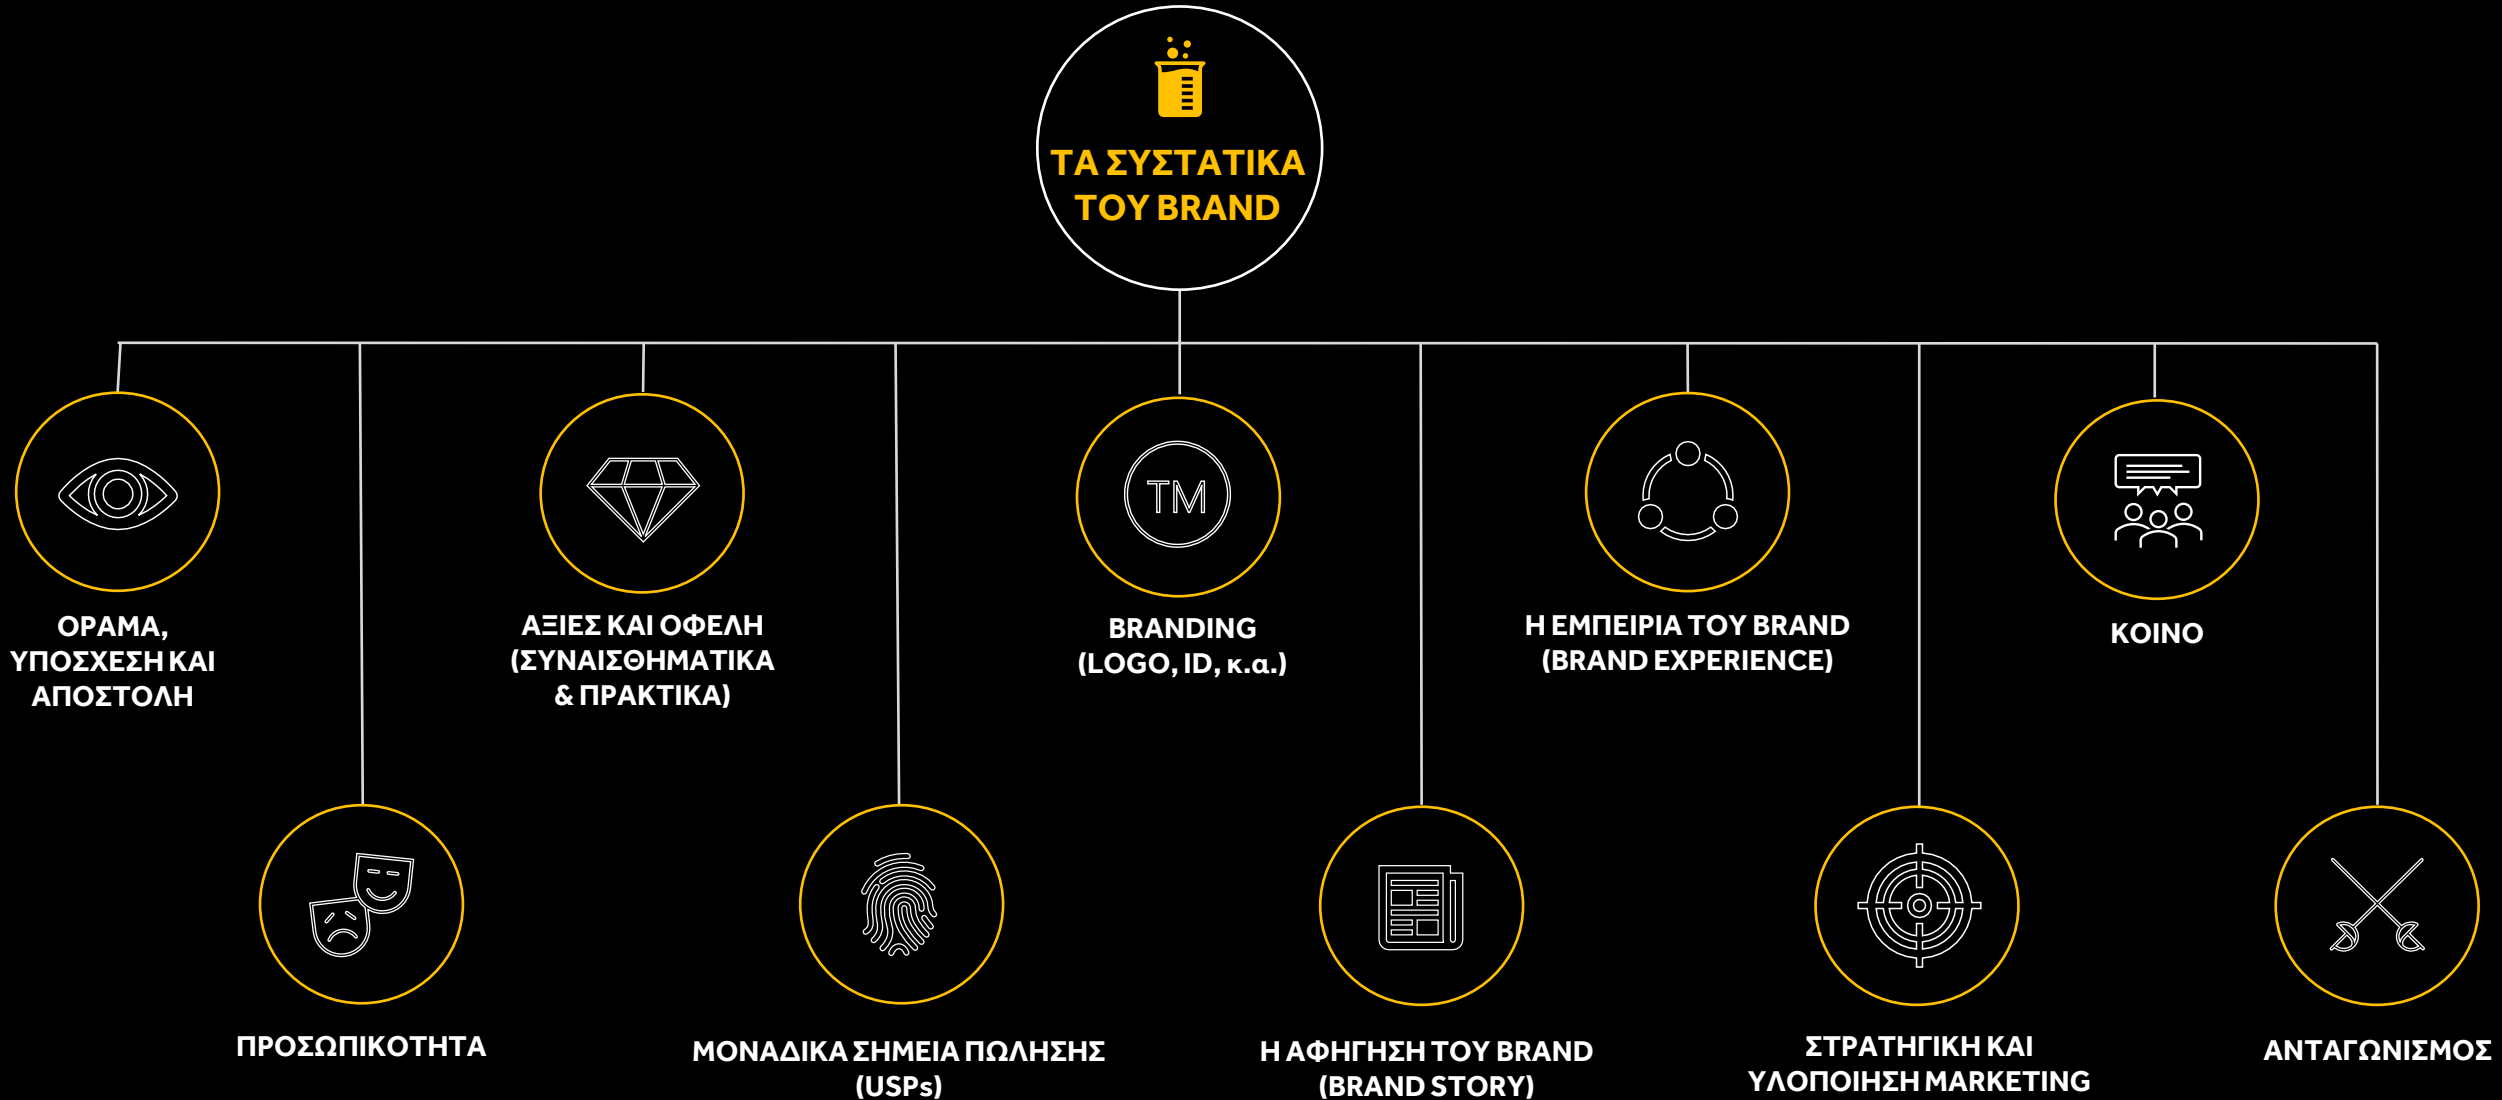 ΤΑ ΣΥΣΤΑΤΙΚΑ
ΤΟΥ BRAND
ΟΡΑΜΑ,
ΥΠΟΣΧΕΣΗ ΚΑΙ
ΑΠΟΣΤΟΛΗ
ΑΞΙΕΣ ΚΑΙ ΟΦΕΛΗ
(ΣΥΝΑΙΣΘΗΜΑΤΙΚΑ
& ΠΡΑΚΤΙΚΑ)
TM
BRANDING
(LOGO, ID, κ.α.)
Η ΕΜΠΕΙΡΙΑ ΤΟΥ BRAND
(BRAND EXPERIENCE)
ΚΟΙΝΟ
ΠΡΟΣΩΠΙΚΟΤΗΤΑ
ΜΟΝΑΔΙΚΑ ΣΗΜΕΙΑ ΠΩΛΗΣΗΣ
(USPs)
Η ΑΦΗΓΗΣΗ ΤΟΥ BRAND
(BRAND STORY)
ΣΤΡΑΤΗΓΙΚΗ ΚΑΙ
ΥΛΟΠΟΙΗΣΗ MARKETING
ΑΝΤΑΓΩΝΙΣΜΟΣ